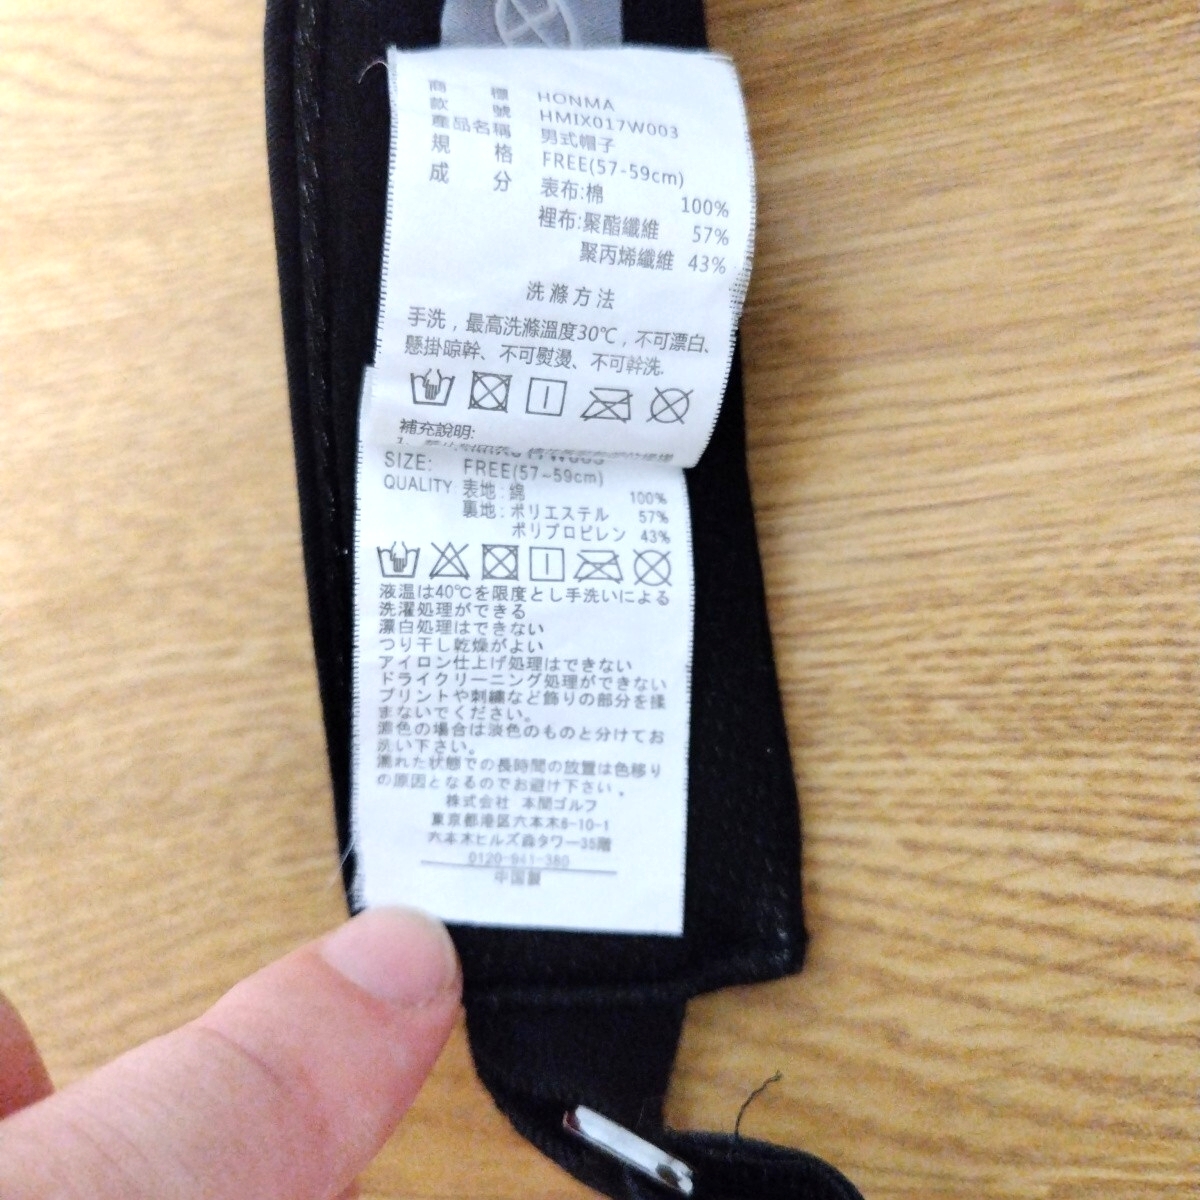 商標 HONMA
款號 HMIX017W003
產品名稱 男式帽子
規格 FREE(57-59cm)
成分 表布:棉 100%
裡布:聚酯纖維 57%
聚丙烯纖維 43%
洗滌方法
手洗，最高洗滌溫度30℃，不可漂白、
懸掛晾幹、不可熨燙、不可幹洗.
補充說明:
SIZE: FREE(57-59cm)
QUALITY: 表地:綿 100%
裏地:ポリエステル 57%
ポリプロピレン 43%
液温は40℃を限度とし手洗いによる
洗濯処理ができる
漂白処理はできない
つり干し乾燥がよい
アイロン仕上げ処理はできない
ドライクリーニング処理ができない
プリントや刺繍など飾りの部分を揉
まないでください。
濃色の場合は淡色のものと分けてお
洗い下さい。
濡れた状態での長時間の放置は色移り
の原因となるのでお避け下さい。
株式会社 本間ゴルフ
東京都港区六本木6-10-1
六本木ヒルズ森タワー35階
0120-941-380
中国製